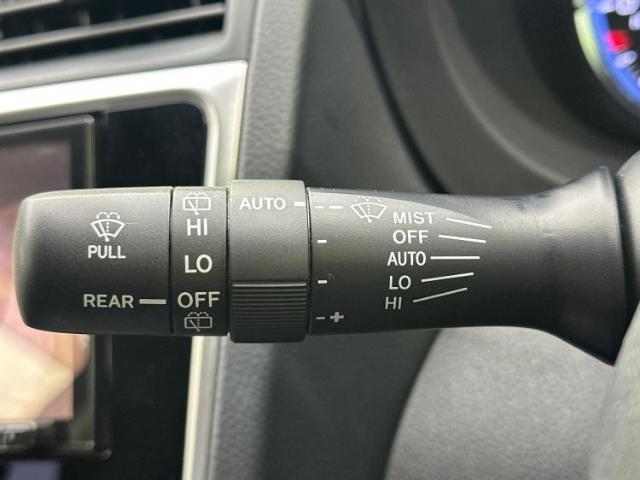 PULL
REAR
HI
LO
OFF
AUTO
--
-
-
-+
MIST
OFF
AUTO
LO
HI